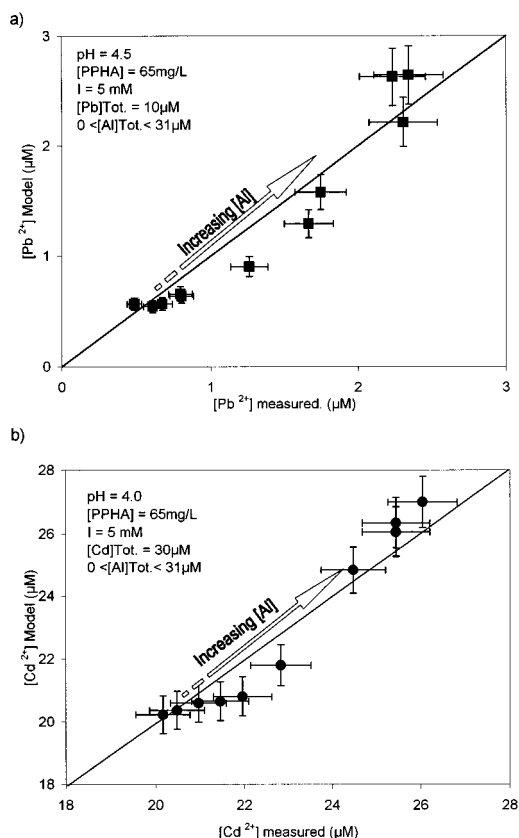 a)
3
pH = 4.5
[PPHA] = 65mg/L
I = 5 mM
[Pb]Tot. = 10µM
0 <[Al]Tot.< 31µM
2
[Pb 2+] Model (µM)
Increasing [Al]
1
0
0
1
2
3
[Pb 2+] measured. (µM)
b)
28
pH = 4.0
[PPHA] = 65mg/L
I = 5 mM
[Cd]Tot. = 30µM
0 <[Al]Tot.< 31µM
26
24
[Cd 2+] Model (µM)
Increasing [Al]
22
20
18
18
20
22
24
26
28
[Cd 2+] measured (µM)